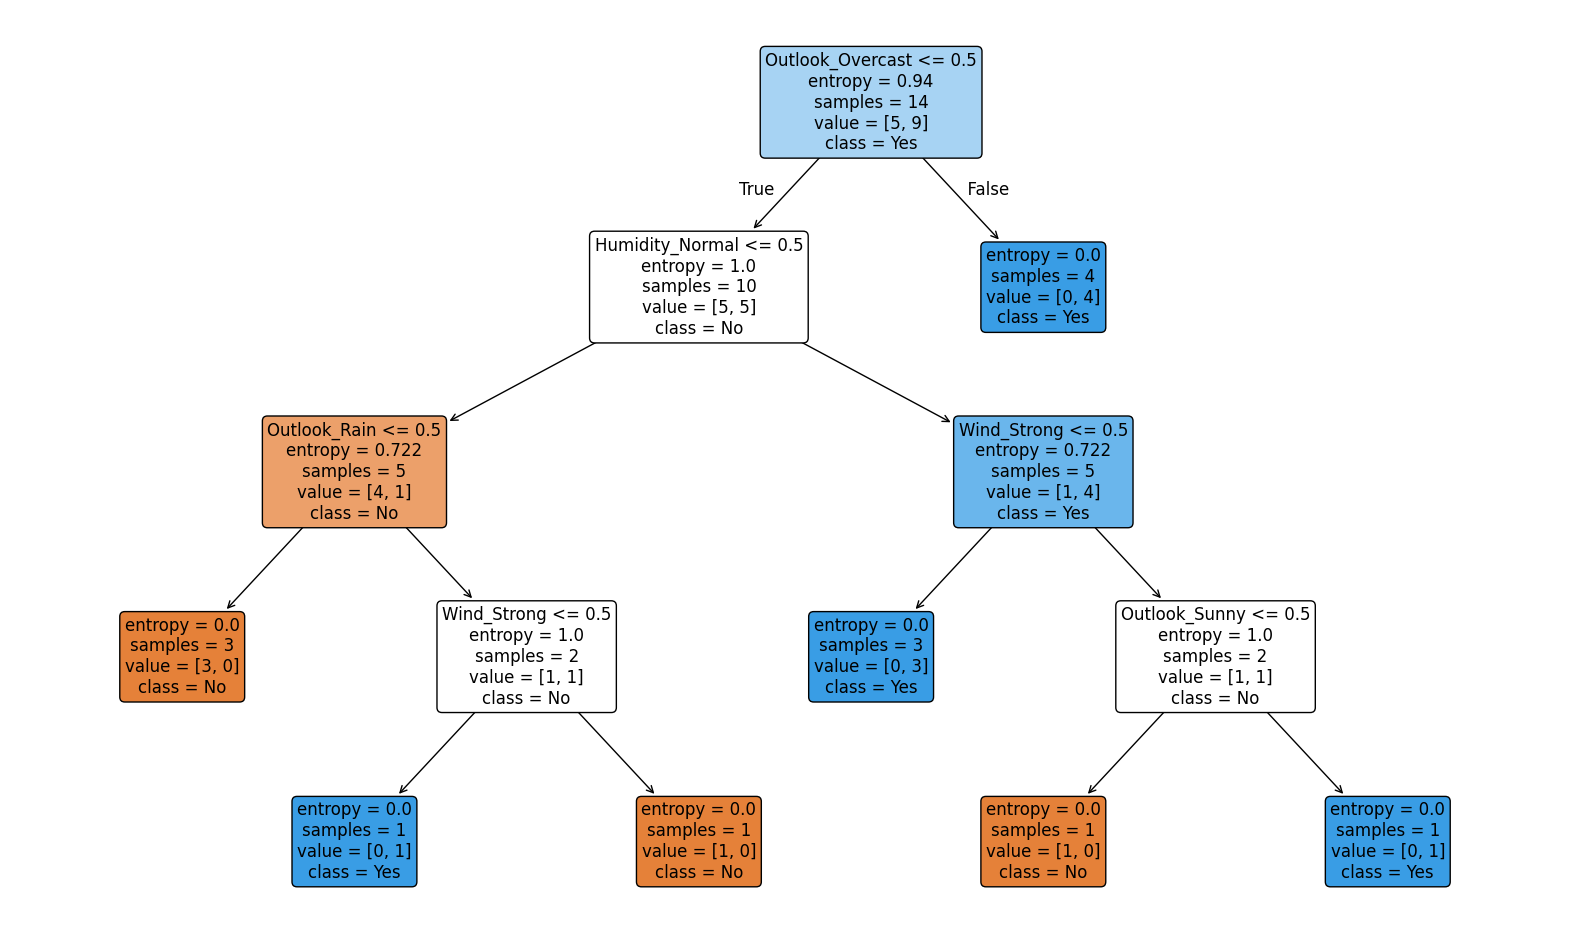 Outlook_Overcast <= 0.5
entropy = 0.94
samples = 14
value = [5, 9]
class = Yes
True
False
Humidity_Normal <= 0.5
entropy = 1.0
samples = 10
value = [5, 5]
class = No
entropy = 0.0
samples = 4
value = [0, 4]
class = Yes
Outlook_Rain <= 0.5
entropy = 0.722
samples = 5
value = [4, 1]
class = No
Wind_Strong <= 0.5
entropy = 0.722
samples = 5
value = [1, 4]
class = Yes
entropy = 0.0
samples = 3
value = [3, 0]
class = No
Wind_Strong <= 0.5
entropy = 1.0
samples = 2
value = [1, 1]
class = No
entropy = 0.0
samples = 3
value = [0, 3]
class = Yes
Outlook_Sunny <= 0.5
entropy = 1.0
samples = 2
value = [1, 1]
class = No
entropy = 0.0
samples = 1
value = [0, 1]
class = Yes
entropy = 0.0
samples = 1
value = [1, 0]
class = No
entropy = 0.0
samples = 1
value = [1, 0]
class = No
entropy = 0.0
samples = 1
value = [0, 1]
class = Yes